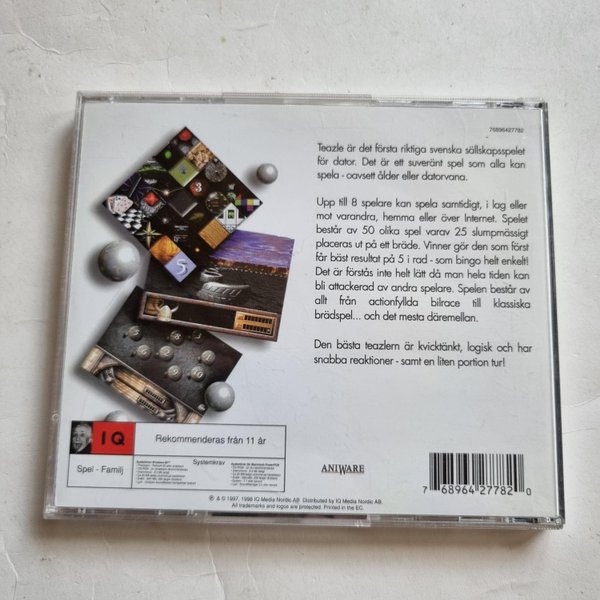 76896427782
Teazle är det första riktiga svenska sällskapsspelet
för dator. Det är ett suveränt spel som alla kan
spela - oavsett ålder eller datorvana.
Upp till 8 spelare kan spela samtidigt, i lag eller
mot varandra, hemma eller över Internet. Spelet
består av 50 olika spel varav 25 slumpmässigt
placeras ut på ett bräde. Vinner gör den som först
får bäst resultat på 5 i rad - som bingo helt enkelt!
Det är förstås inte helt lätt då man hela tiden kan
bli attackerad av andra spelare. Spelen består av
allt från actionfyllda bilrace till klassiska
brädspel... och det mesta däremellan.
Den bästa teazlern är kvicktänkt, logisk och har
snabba reaktioner - samt en liten portion tur!
IQ
Rekommenderas från 11 år
Spel - Familj
Systemkrav
ANIWARE
7 68964 27782 0
℗ & © 1997, 1998 IQ Media Nordic AB. Distributed by IQ Media Nordic AB.
All trademarks and logos are protected. Printed in the EC.